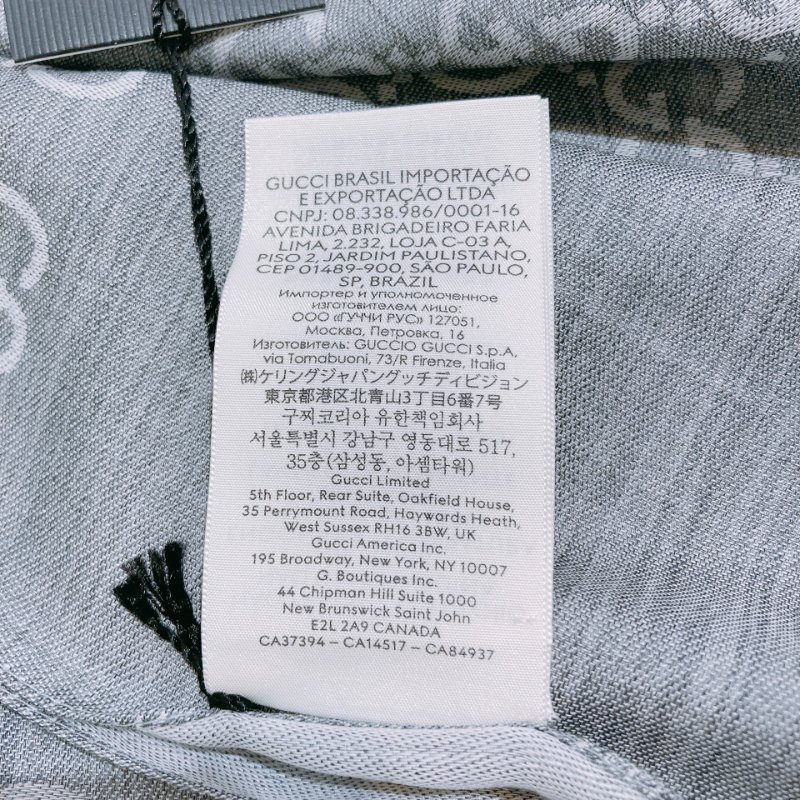 GUCCI BRASIL IMPORTAÇÃO
E EXPORTAÇÃO LTDA
CNPJ: 08.338.986/0001-16
AVENIDA BRIGADEIRO FARIA
LIMA, 2.232, LOJA C-03 A,
PISO 2, JARDIM PAULISTANO,
CEP 01489-900, SÃO PAULO,
SP, BRAZIL
Импортер и уполномоченное
изготовителем лицо:
ООО «ГУЧЧИ РУС» 127051,
Москва, Петровка, 16
Изготовитель: GUCCIO GUCCI S.p.A,
via Tornabuoni, 73/R Firenze, Italia
㈱ケリングジャパングッチディビジョン
東京都港区北青山3丁目6番7号
구찌코리아 유한책임회사
서울특별시 강남구 영동대로 517,
35층(삼성동, 아셈타워)
Gucci Limited
5th Floor, Rear Suite, Oakfield House,
35 Perrymount Road, Haywards Heath,
West Sussex RH16 3BW, UK
Gucci America Inc.
195 Broadway, New York, NY 10007
G. Boutiques Inc.
44 Chipman Hill Suite 1000
New Brunswick Saint John
E2L 2A9 CANADA
CA37394 – CA14517 – CA84937